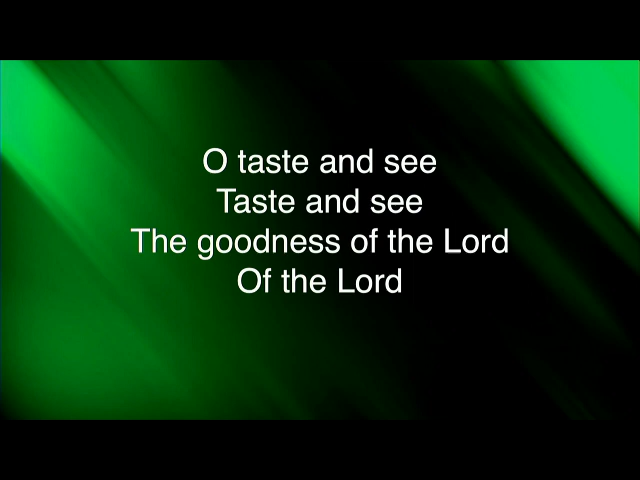 O taste and see
Taste and see
The goodness of the Lord
Of the Lord